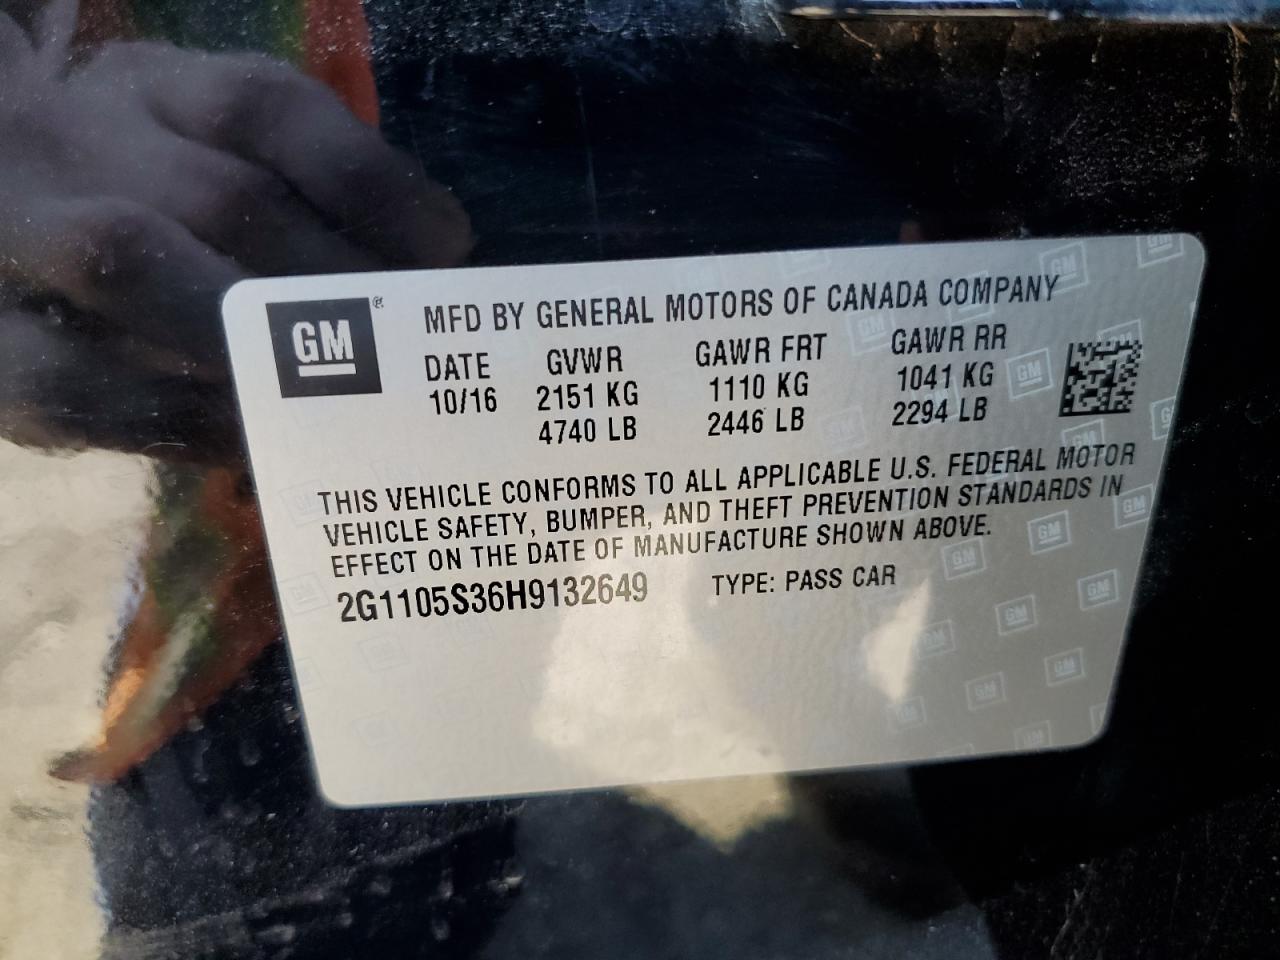 GM ®
MFD BY GENERAL MOTORS OF CANADA COMPANY
DATE GVWR GAWR FRT GAWR RR
10/16 2151 KG 1110 KG 1041 KG
4740 LB 2446 LB 2294 LB
THIS VEHICLE CONFORMS TO ALL APPLICABLE U.S. FEDERAL MOTOR
VEHICLE SAFETY, BUMPER, AND THEFT PREVENTION STANDARDS IN
EFFECT ON THE DATE OF MANUFACTURE SHOWN ABOVE.
2G1105S36H9132649 TYPE: PASS CAR